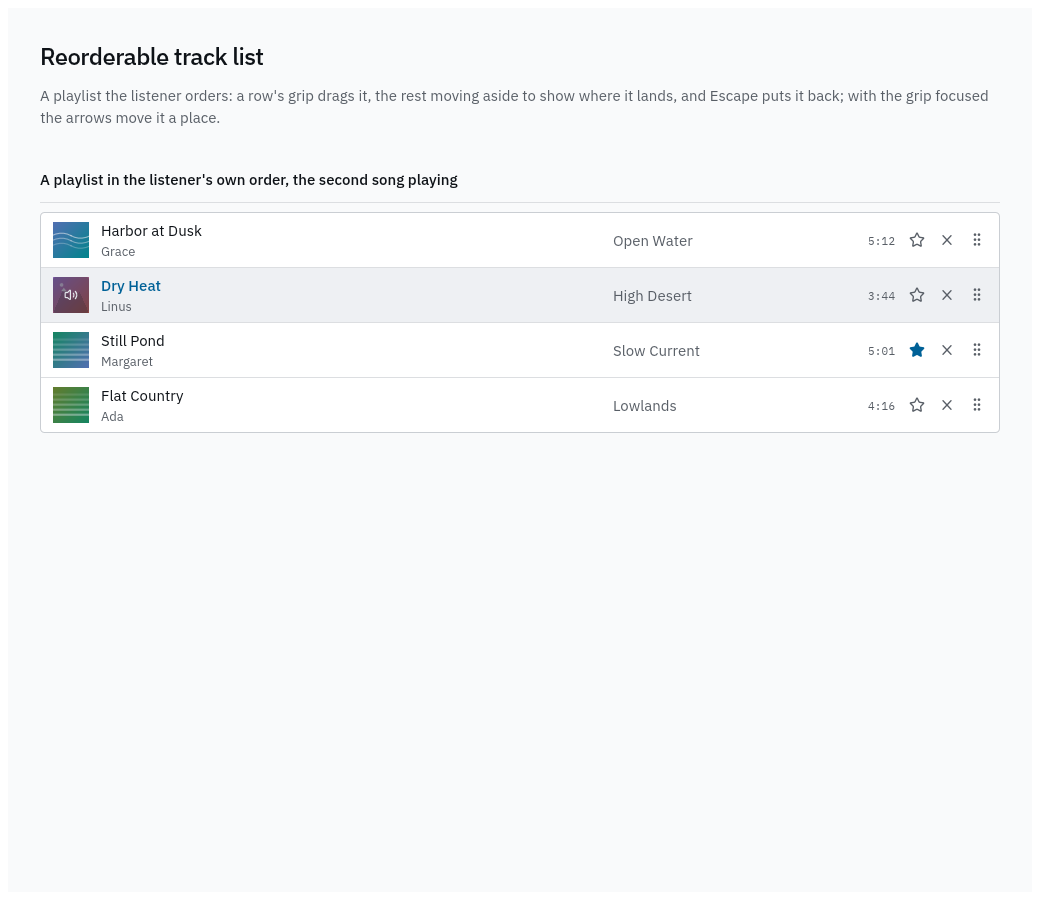 Reorderable track list
A playlist the listener orders: a row's grip drags it, the rest moving aside to show where it lands, and Escape puts it back; with the grip focused
the arrows move it a place.
A playlist in the listener's own order, the second song playing
Harbor at Dusk
Grace
Open Water
5:12
Dry Heat
Linus
High Desert
3:44
Still Pond
Margaret
Slow Current
5:01
Flat Country
Ada
Lowlands
4:16